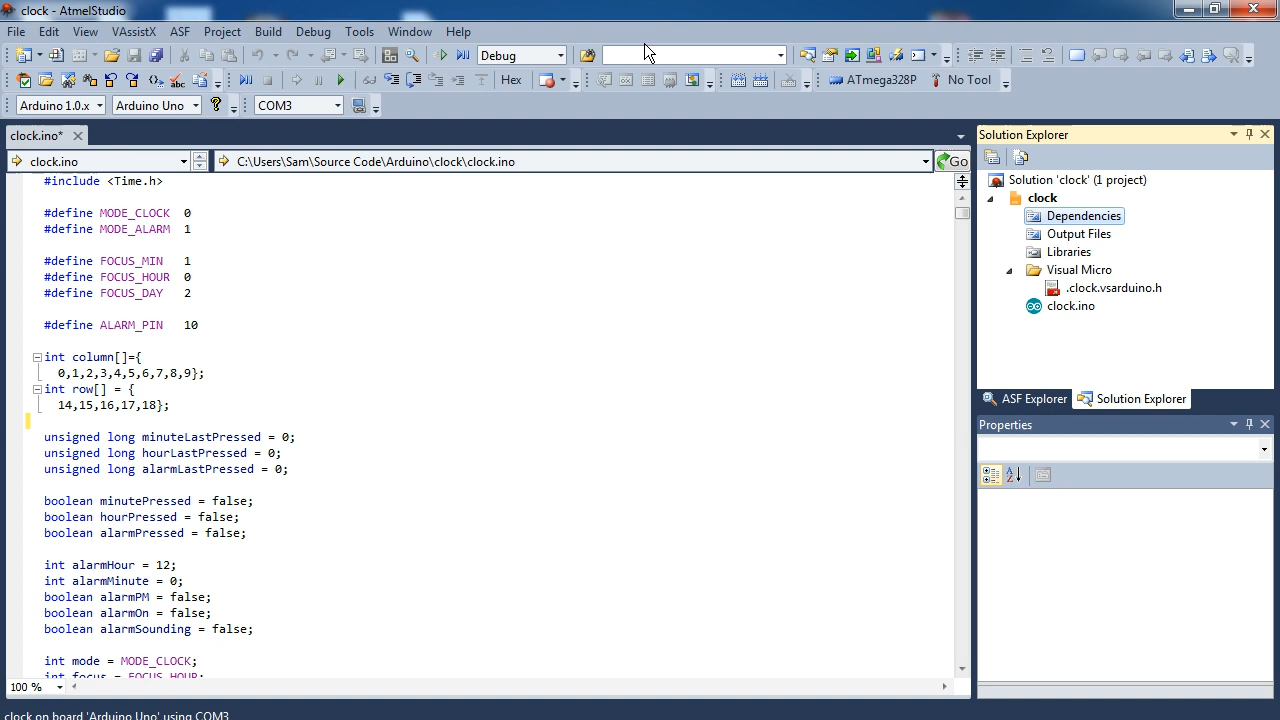 clock - AtmelStudio
File Edit View VAssistX ASF Project Build Debug Tools Window Help
Debug
Hex ATmega328P No Tool
Arduino 1.0.x Arduino Uno COM3
clock.ino*
clock.ino C:\Users\Sam\Source Code\Arduino\clock\clock.ino Go
#include <Time.h>
#define MODE_CLOCK 0
#define MODE_ALARM 1
#define FOCUS_MIN 1
#define FOCUS_HOUR 0
#define FOCUS_DAY 2
#define ALARM_PIN 10
int column[]={
0,1,2,3,4,5,6,7,8,9};
int row[] = {
14,15,16,17,18};
unsigned long minuteLastPressed = 0;
unsigned long hourLastPressed = 0;
unsigned long alarmLastPressed = 0;
boolean minutePressed = false;
boolean hourPressed = false;
boolean alarmPressed = false;
int alarmHour = 12;
int alarmMinute = 0;
boolean alarmPM = false;
boolean alarmOn = false;
boolean alarmSounding = false;
int mode = MODE_CLOCK;
int focus = FOCUS_HOUR;
100 %
Solution Explorer
Solution 'clock' (1 project)
clock
Dependencies
Output Files
Libraries
Visual Micro
.clock.vsarduino.h
clock.ino
ASF Explorer Solution Explorer
Properties
clock on board 'Arduino Uno' using COM3